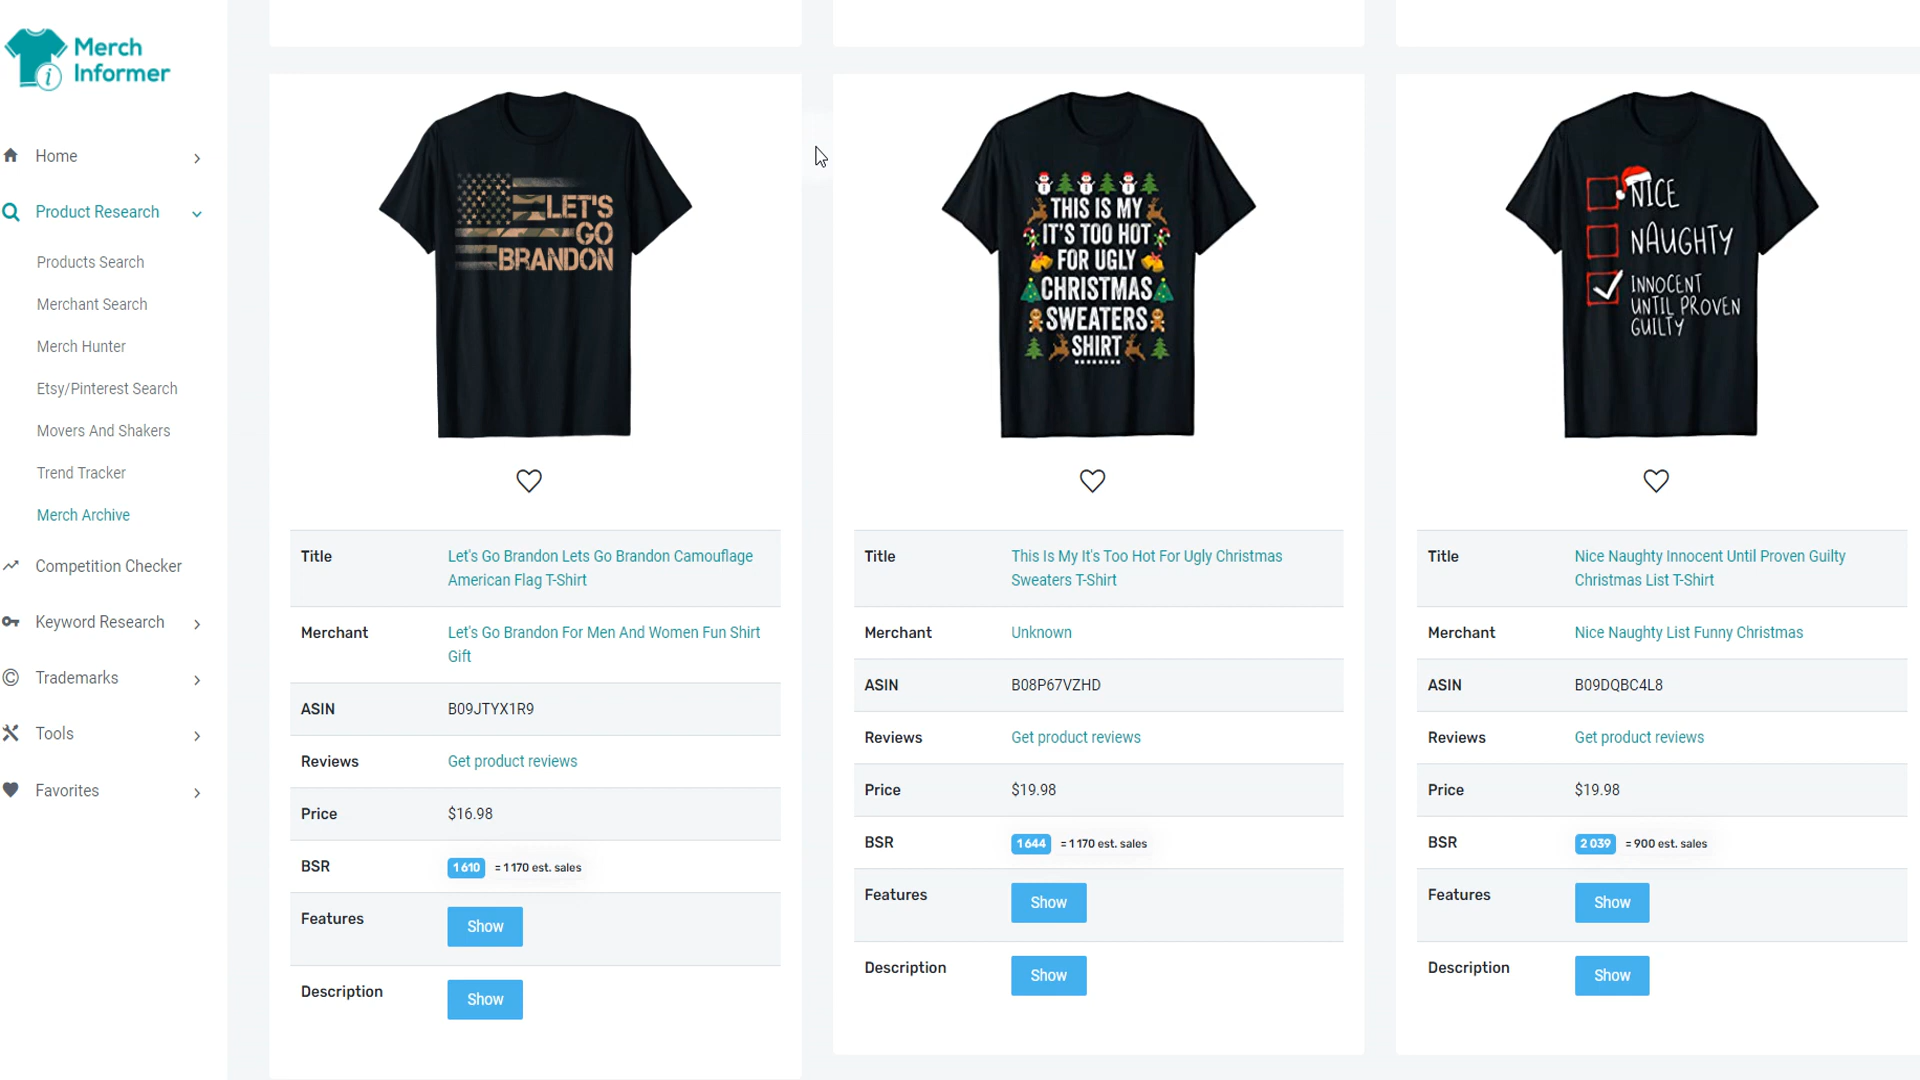 Merch
Informer
Home
Product Research
Products Search
Merchant Search
Merch Hunter
Etsy/Pinterest Search
Movers And Shakers
Trend Tracker
Merch Archive
Competition Checker
Keyword Research
Trademarks
Tools
Favorites
LET'S
GO
BRANDON
Title
Let's Go Brandon Lets Go Brandon Camouflage
American Flag T-Shirt
Merchant
Let's Go Brandon For Men And Women Fun Shirt
Gift
ASIN
B09JTYX1R9
Reviews
Get product reviews
Price
$16.98
BSR
1 610 = 1 170 est. sales
Features
Show
Description
Show
THIS IS MY
IT'S TOO HOT
FOR UGLY
CHRISTMAS
SWEATERS
SHIRT
Title
This Is My It's Too Hot For Ugly Christmas
Sweaters T-Shirt
Merchant
Unknown
ASIN
B08P67VZHD
Reviews
Get product reviews
Price
$19.98
BSR
1 644 = 1 170 est. sales
Features
Show
Description
Show
NICE
NAUGHTY
INNOCENT
UNTIL PROVEN
GUILTY
Title
Nice Naughty Innocent Until Proven Guilty
Christmas List T-Shirt
Merchant
Nice Naughty List Funny Christmas
ASIN
B09DQBC4L8
Reviews
Get product reviews
Price
$19.98
BSR
2 039 = 900 est. sales
Features
Show
Description
Show